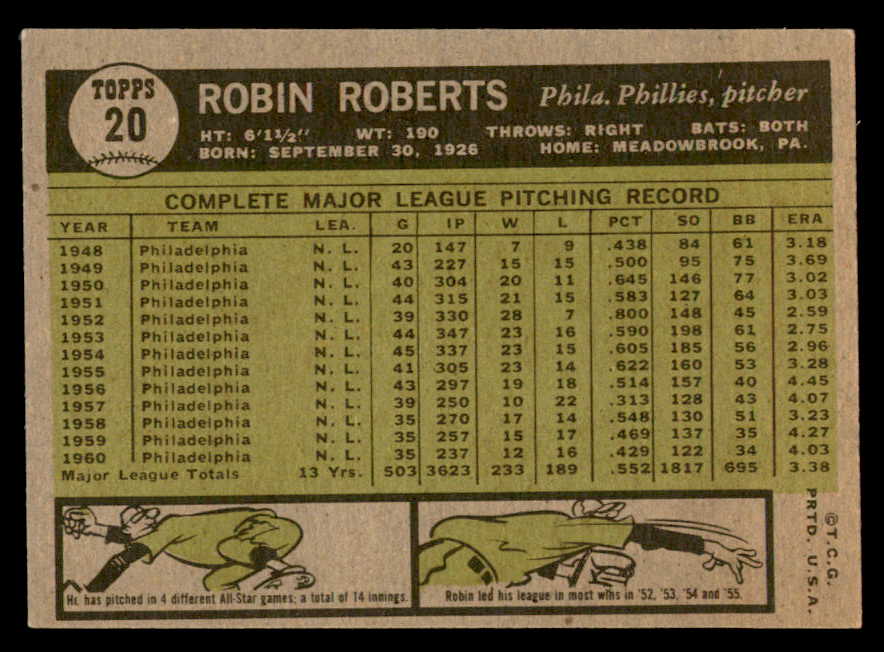 TOPPS
20
ROBIN ROBERTS Phila. Phillies, pitcher
HT: 6'1½" WT: 190 THROWS: RIGHT BATS: BOTH
BORN: SEPTEMBER 30, 1926 HOME: MEADOWBROOK, PA.
COMPLETE MAJOR LEAGUE PITCHING RECORD
YEAR TEAM LEA. G IP W L PCT SO BB ERA
1948 Philadelphia N. L. 20 147 7 9 .438 84 61 3.18
1949 Philadelphia N. L. 43 227 15 15 .500 95 75 3.69
1950 Philadelphia N. L. 40 304 20 11 .645 146 77 3.02
1951 Philadelphia N. L. 44 315 21 15 .583 127 64 3.03
1952 Philadelphia N. L. 39 330 28 7 .800 148 45 2.59
1953 Philadelphia N. L. 44 347 23 16 .590 198 61 2.75
1954 Philadelphia N. L. 45 337 23 15 .605 185 56 2.96
1955 Philadelphia N. L. 41 305 23 14 .622 160 53 3.28
1956 Philadelphia N. L. 43 297 19 18 .514 157 40 4.45
1957 Philadelphia N. L. 39 250 10 22 .313 128 43 4.07
1958 Philadelphia N. L. 35 270 17 14 .548 130 51 3.23
1959 Philadelphia N. L. 35 257 15 17 .469 137 35 4.27
1960 Philadelphia N. L. 35 237 12 16 .429 122 34 4.03
Major League Totals 13 Yrs. 503 3623 233 189 .552 1817 695 3.38
He has pitched in 4 different All-Star games; a total of 14 innings.
Robin led his league in most wins in '52, '53, '54 and '55.
©T.C.G.
PRTD. U.S.A.